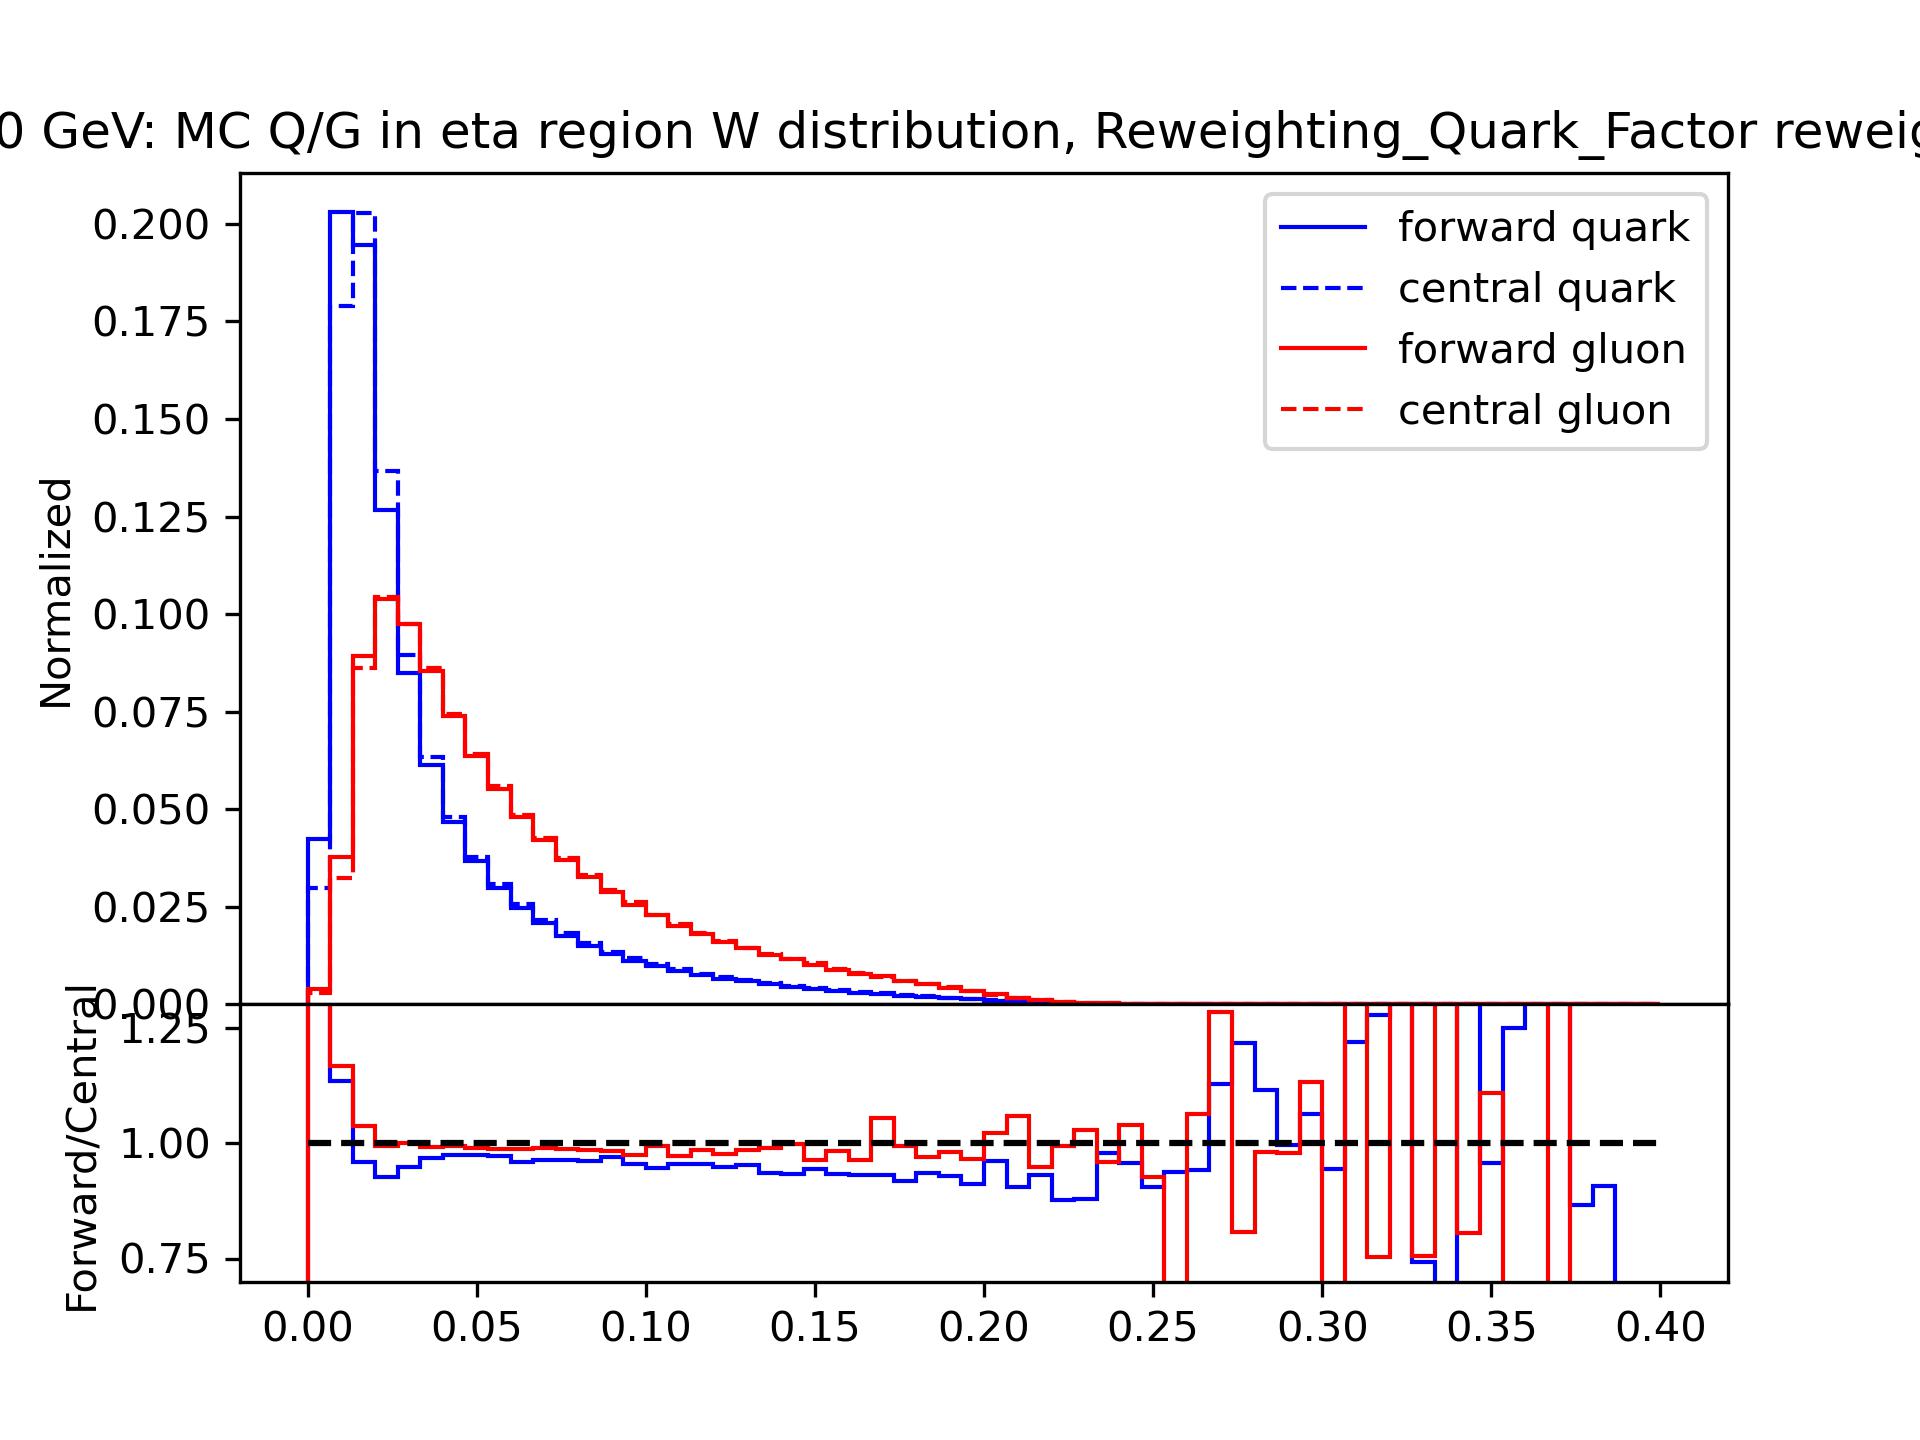 0 GeV: MC Q/G in eta region W distribution, Reweighting_Quark_Factor reweig
forward quark
central quark
forward gluon
central gluon
Normalized
0.200
0.175
0.150
0.125
0.100
0.075
0.050
0.025
0.000
Forward/Central
1.25
1.00
0.75
0.00 0.05 0.10 0.15 0.20 0.25 0.30 0.35 0.40